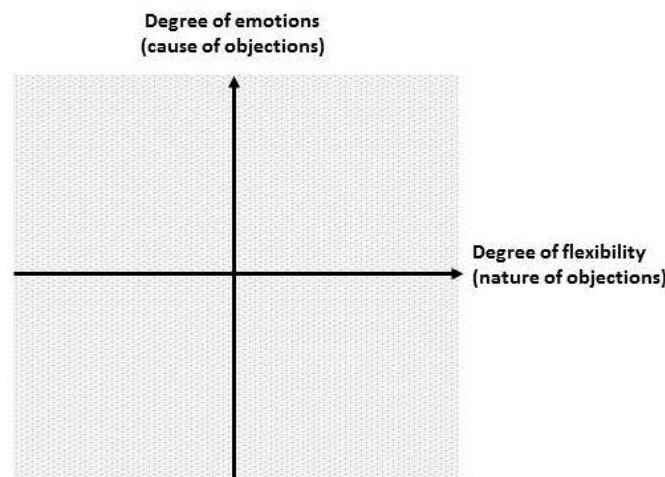 Degree of emotions
(cause of objections)
Degree of flexibility
(nature of objections)